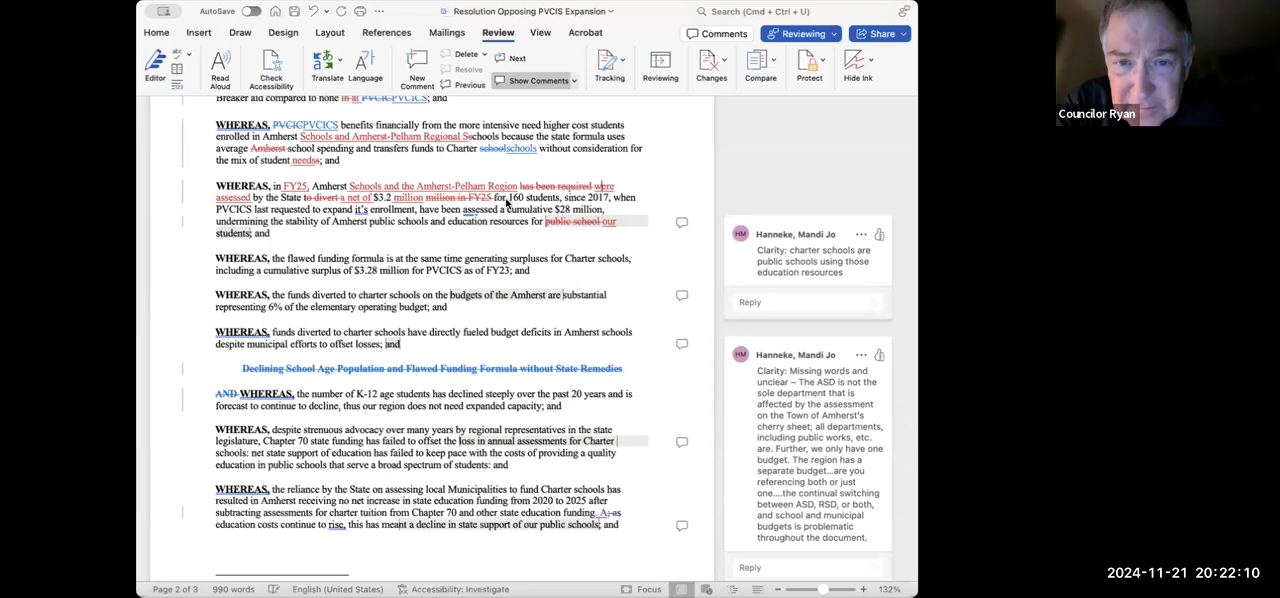 AutoSave
Resolution Opposing PVCIS Expansion
Search (Cmd + Ctrl + U)
Home Insert Draw Design Layout References Mailings Review View Acrobat
Comments Reviewing Share
Editor
Read Aloud
Check Accessibility
Translate Language
New Comment
Delete
Resolve
Previous
Next
Show Comments
Tracking Reviewing Changes Compare Protect Hide Ink
Breaker aid compared to none in at PVCICPVCICS; and
WHEREAS, PVCICPVCICS benefits financially from the more intensive need higher cost students
enrolled in Amherst Schools and Amherst-Pelham Regional Sschools because the state formula uses
average Amherst school spending and transfers funds to Charter schoolschools without consideration for
the mix of student needss; and
WHEREAS, in FY25, Amherst Schools and the Amherst-Pelham Region has been required were
assessed by the State to divert a net of $3.2 million million in FY25 for 160 students, since 2017, when
PVCICS last requested to expand it's enrollment, have been assessed a cumulative $28 million,
undermining the stability of Amherst public schools and education resources for public school our
students; and
WHEREAS, the flawed funding formula is at the same time generating surpluses for Charter schools,
including a cumulative surplus of $3.28 million for PVCICS as of FY23; and
WHEREAS, the funds diverted to charter schools on the budgets of the Amherst are substantial
representing 6% of the elementary operating budget; and
WHEREAS, funds diverted to charter schools have directly fueled budget deficits in Amherst schools
despite municipal efforts to offset losses; and
Declining School Age Population and Flawed Funding Formula without State Remedies
AND WHEREAS, the number of K-12 age students has declined steeply over the past 20 years and is
forecast to continue to decline, thus our region does not need expanded capacity; and
WHEREAS, despite strenuous advocacy over many years by regional representatives in the state
legislature, Chapter 70 state funding has failed to offset the loss in annual assessments for Charter
schools: net state support of education has failed to keep pace with the costs of providing a quality
education in public schools that serve a broad spectrum of students: and
WHEREAS, the reliance by the State on assessing local Municipalities to fund Charter schools has
resulted in Amherst receiving no net increase in state education funding from 2020 to 2025 after
subtracting assessments for charter tuition from Chapter 70 and other state education funding. A, as
education costs continue to rise, this has meant a decline in state support of our public schools; and
HM Hanneke, Mandi Jo
Clarity: charter schools are
public schools using those
education resources
Reply
HM Hanneke, Mandi Jo
Clarity: Missing words and
unclear – The ASD is not the
sole department that is
affected by the assessment
on the Town of Amherst's
cherry sheet; all departments,
including public works, etc.
are. Further, we only have one
budget. The region has a
separate budget...are you
referencing both or just
one....the continual switching
between ASD, RSD, or both,
and school and municipal
budgets is problematic
throughout the document.
Reply
Page 2 of 3 990 words English (United States) Accessibility: Investigate Focus 132%
Councilor Ryan
2024-11-21 20:22:10